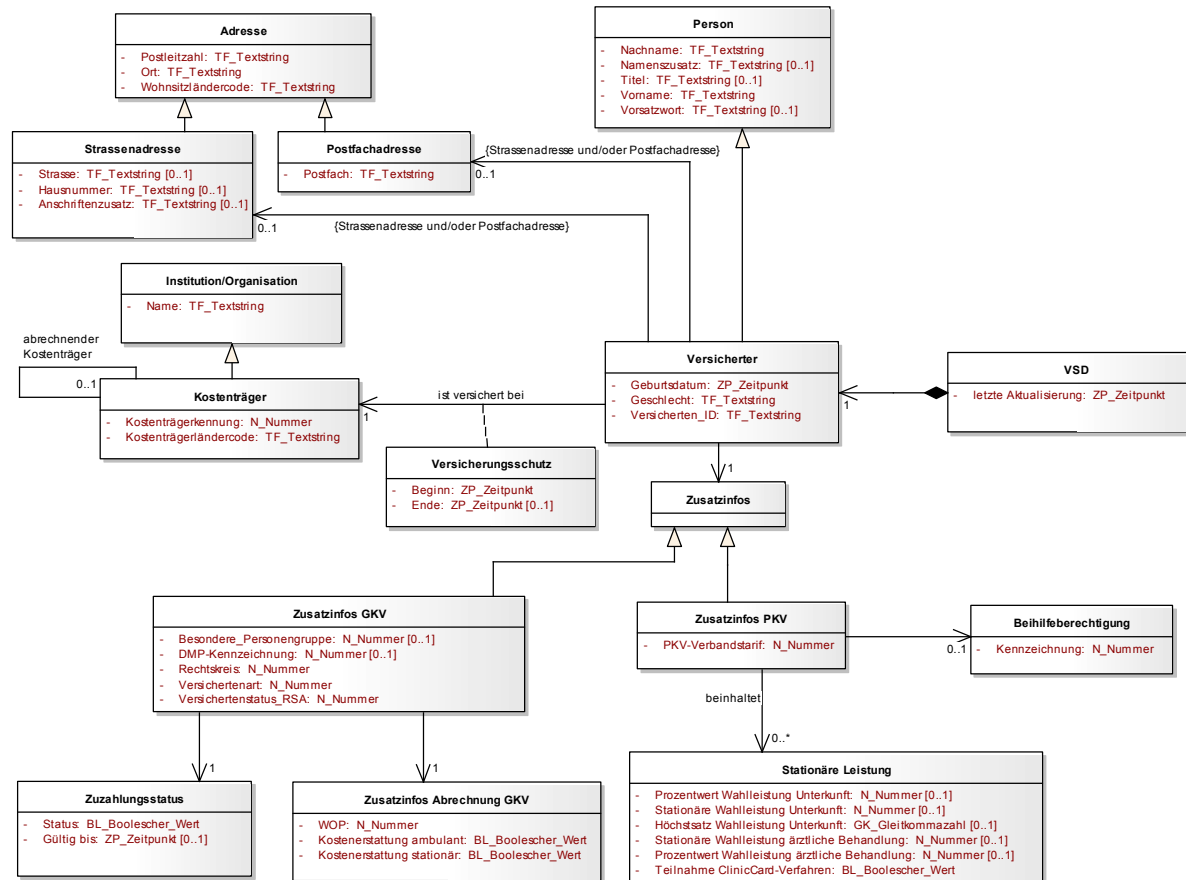 Adresse
- Postleitzahl: TF_Textstring
- Ort: TF_Textstring
- Wohnsitzländercode: TF_Textstring
Person
- Nachname: TF_Textstring
- Namenszusatz: TF_Textstring [0..1]
- Titel: TF_Textstring [0..1]
- Vorname: TF_Textstring
- Vorsatzwort: TF_Textstring [0..1]
Strassenadresse
- Strasse: TF_Textstring [0..1]
- Hausnummer: TF_Textstring [0..1]
- Anschriftenzusatz: TF_Textstring [0..1]
Postfachadresse
- Postfach: TF_Textstring
{Strassenadresse und/oder Postfachadresse}
0..1
0..1
{Strassenadresse und/oder Postfachadresse}
Institution/Organisation
- Name: TF_Textstring
abrechnender
Kostenträger
0..1
Kostenträger
- Kostenträgerkennung: N_Nummer
- Kostenträgerländercode: TF_Textstring
ist versichert bei
1
Versicherter
- Geburtsdatum: ZP_Zeitpunkt
- Geschlecht: TF_Textstring
- Versicherten_ID: TF_Textstring
1
VSD
- letzte Aktualisierung: ZP_Zeitpunkt
Versicherungsschutz
- Beginn: ZP_Zeitpunkt
- Ende: ZP_Zeitpunkt [0..1]
1
Zusatzinfos
Zusatzinfos GKV
- Besondere_Personengruppe: N_Nummer [0..1]
- DMP-Kennzeichnung: N_Nummer [0..1]
- Rechtskreis: N_Nummer
- Versichertenart: N_Nummer
- Versichertenstatus_RSA: N_Nummer
Zusatzinfos PKV
- PKV-Verbandstarif: N_Nummer
0..1
Beihilfeberechtigung
- Kennzeichnung: N_Nummer
beinhaltet
0..*
1
1
Zuzahlungsstatus
- Status: BL_Boolescher_Wert
- Gültig bis: ZP_Zeitpunkt [0..1]
Zusatzinfos Abrechnung GKV
- WOP: N_Nummer
- Kostenerstattung ambulant: BL_Boolescher_Wert
- Kostenerstattung stationär: BL_Boolescher_Wert
Stationäre Leistung
- Prozentwert Wahlleistung Unterkunft: N_Nummer [0..1]
- Stationäre Wahlleistung Unterkunft: N_Nummer [0..1]
- Höchstsatz Wahlleistung Unterkunft: GK_Gleitkommazahl [0..1]
- Stationäre Wahlleistung ärztliche Behandlung: N_Nummer [0..1]
- Prozentwert Wahlleistung ärztliche Behandlung: N_Nummer [0..1]
- Teilnahme ClinicCard-Verfahren: BL_Boolescher_Wert